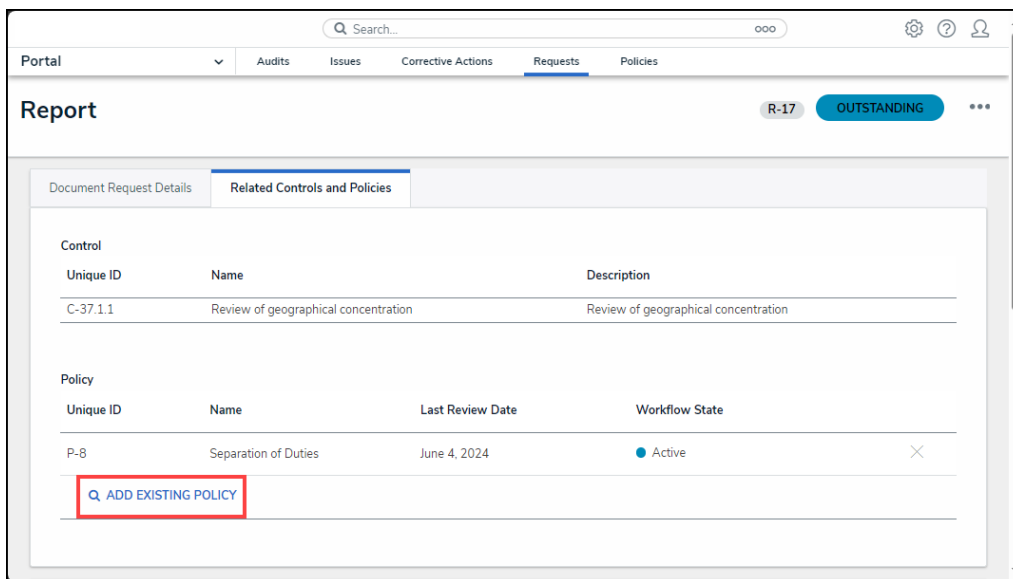 Search...
Portal Audits Issues Corrective Actions Requests Policies
Report R-17 OUTSTANDING
Document Request Details Related Controls and Policies
Control
Unique ID Name Description
C-37.1.1 Review of geographical concentration Review of geographical concentration
Policy
Unique ID Name Last Review Date Workflow State
P-8 Separation of Duties June 4, 2024 Active
ADD EXISTING POLICY